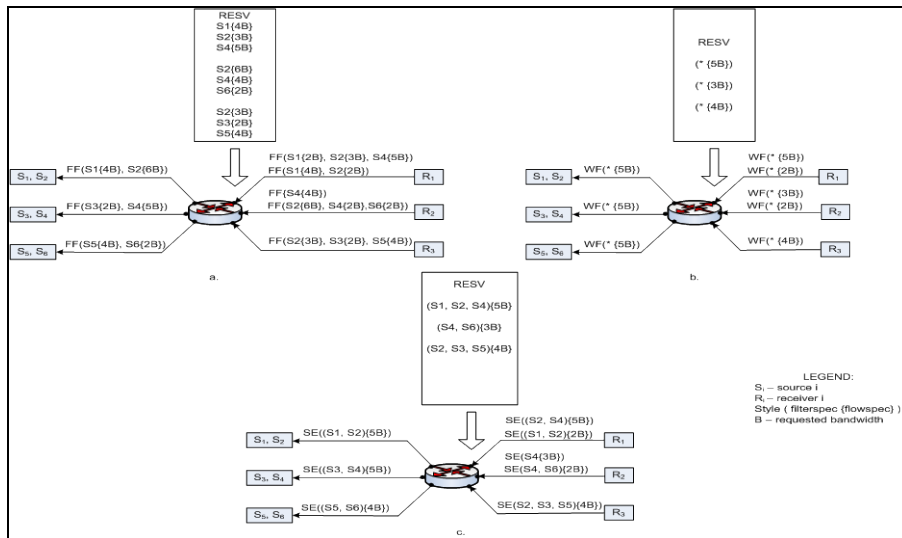 RESV
S1{4B}
S2{3B}
S4{5B}
S2{6B}
S4{4B}
S6{2B}
S2{3B}
S3{2B}
S5{4B}
FF(S1{4B}, S2{6B})
S₁, S₂
FF(S3{2B}, S4{5B})
S₃, S₄
FF(S5{4B}, S6{2B})
S₅, S₆
FF(S1{2B}, S2{3B}, S4{5B})
FF(S1{4B}, S2{2B})
R₁
FF{S4{4B})
FF(S2{6B}, S4{2B},S6{2B})
R₂
FF(S2{3B}, S3{2B}, S5{4B})
R₃
a.
RESV
(* {5B})
(* {3B})
(* {4B})
WF(* {5B})
S₁, S₂
WF(* {5B})
S₃, S₄
WF(* {5B})
S₅, S₆
WF(* {5B})
WF(* {2B})
R₁
WF(* {3B})
WF(* {2B})
R₂
WF(* {4B})
R₃
b.
RESV
(S1, S2, S4){5B}
(S4, S6){3B}
(S2, S3, S5){4B}
SE((S1, S2){5B})
S₁, S₂
SE((S3, S4){5B})
S₃, S₄
SE((S5, S6){4B})
S₅, S₆
SE((S2, S4){5B})
SE((S1, S2){2B})
R₁
SE(S4{3B})
SE(S4, S6){2B})
R₂
SE(S2, S3, S5){4B})
R₃
c.
LEGEND:
Sᵢ – source i
Rᵢ – receiver i
Style ( filterspec {flowspec} )
B – requested bandwidth